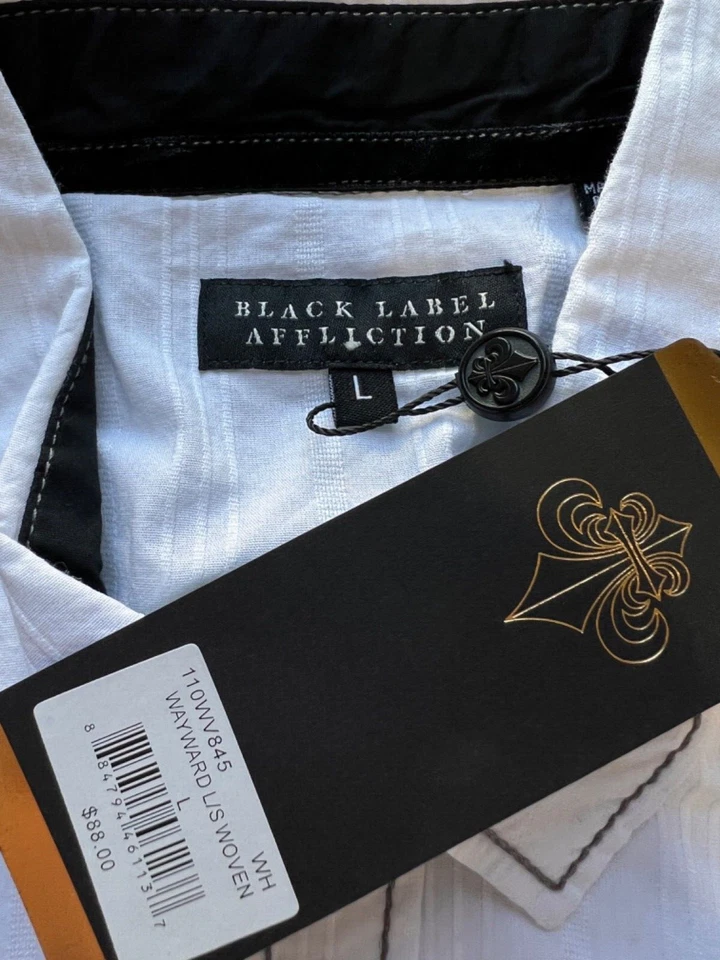 BLACK LABEL
AFFLICTION
L
110WV845 WH
WAYWARD L/S WOVEN
L
8 84794 46113 7
$88.00